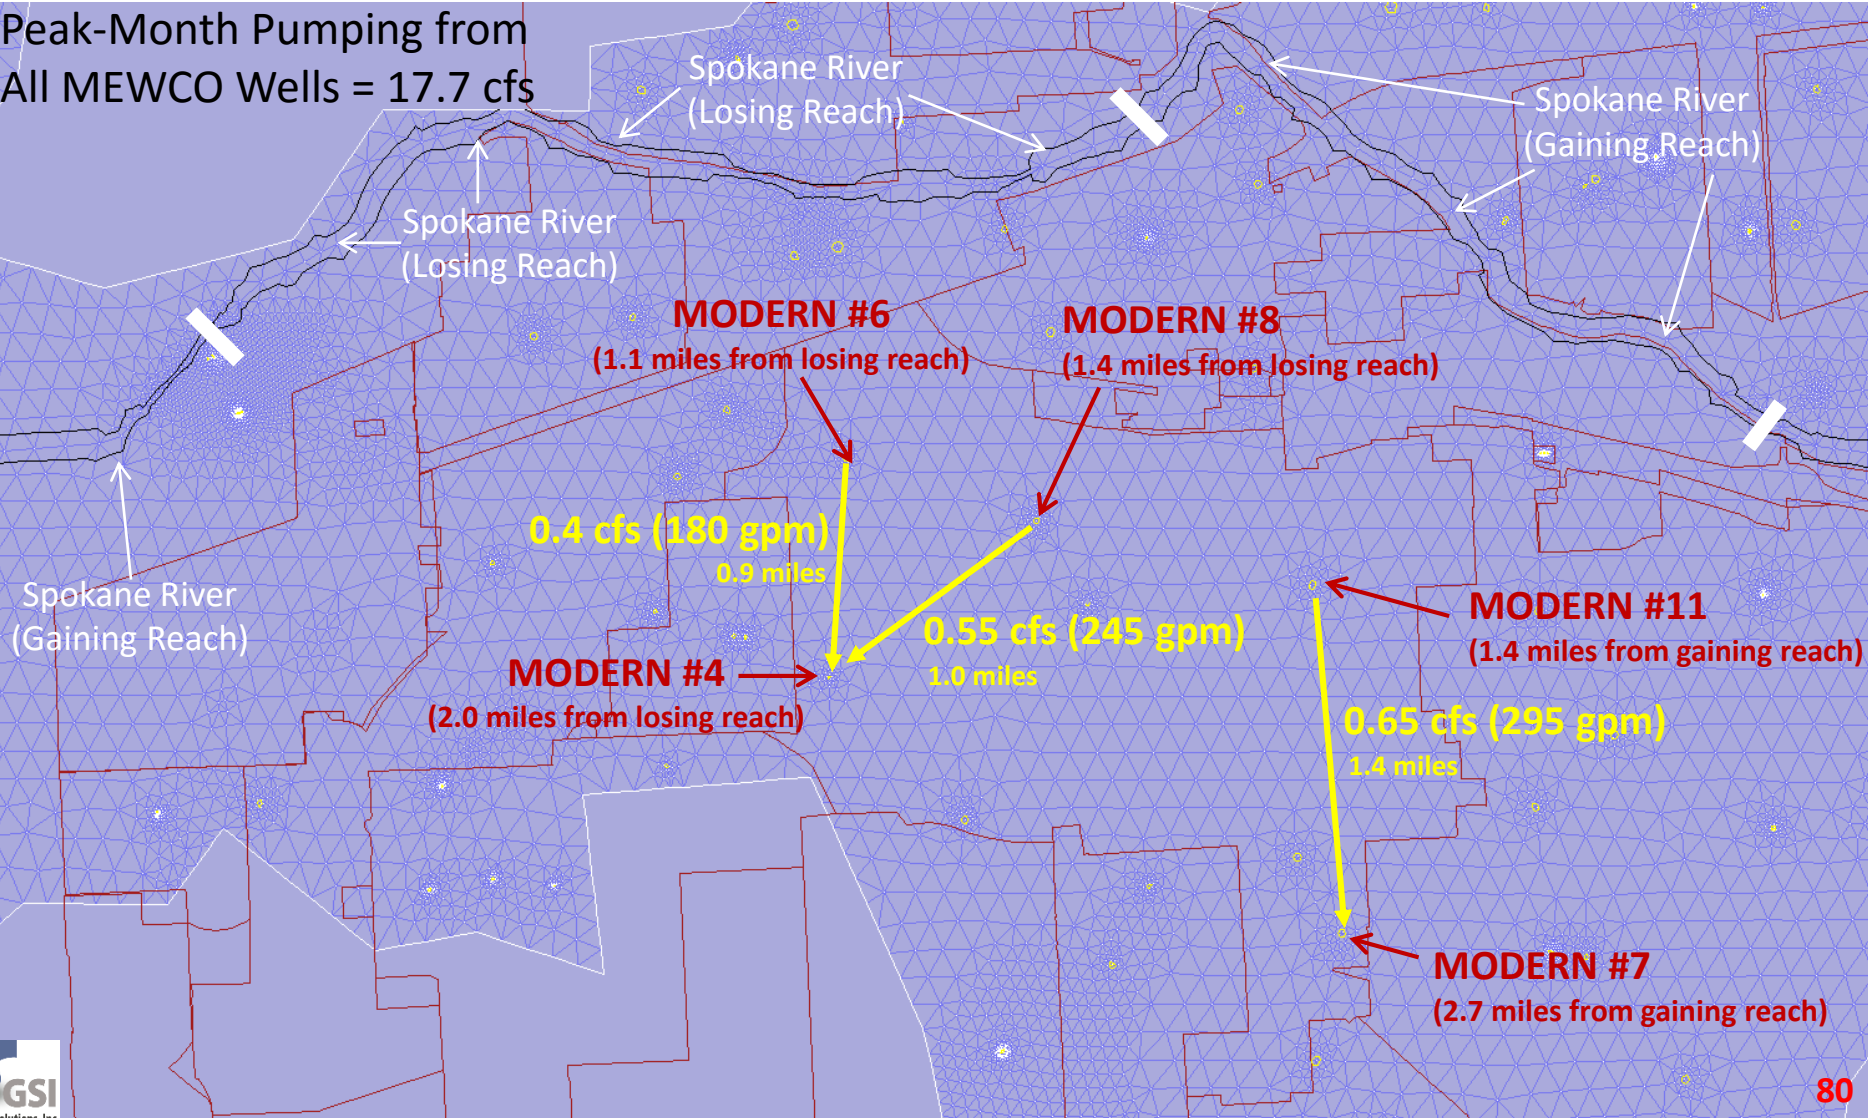 Peak-Month Pumping from
All MEWCO Wells = 17.7 cfs
Spokane River
(Losing Reach)
Spokane River
(Gaining Reach)
Spokane River
(Losing Reach)
MODERN #6
(1.1 miles from losing reach)
MODERN #8
(1.4 miles from losing reach)
0.4 cfs (180 gpm)
0.9 miles
Spokane River
(Gaining Reach)
0.55 cfs (245 gpm)
1.0 miles
MODERN #11
(1.4 miles from gaining reach)
MODERN #4
(2.0 miles from losing reach)
0.65 cfs (295 gpm)
1.4 miles
MODERN #7
(2.7 miles from gaining reach)
GSI
80